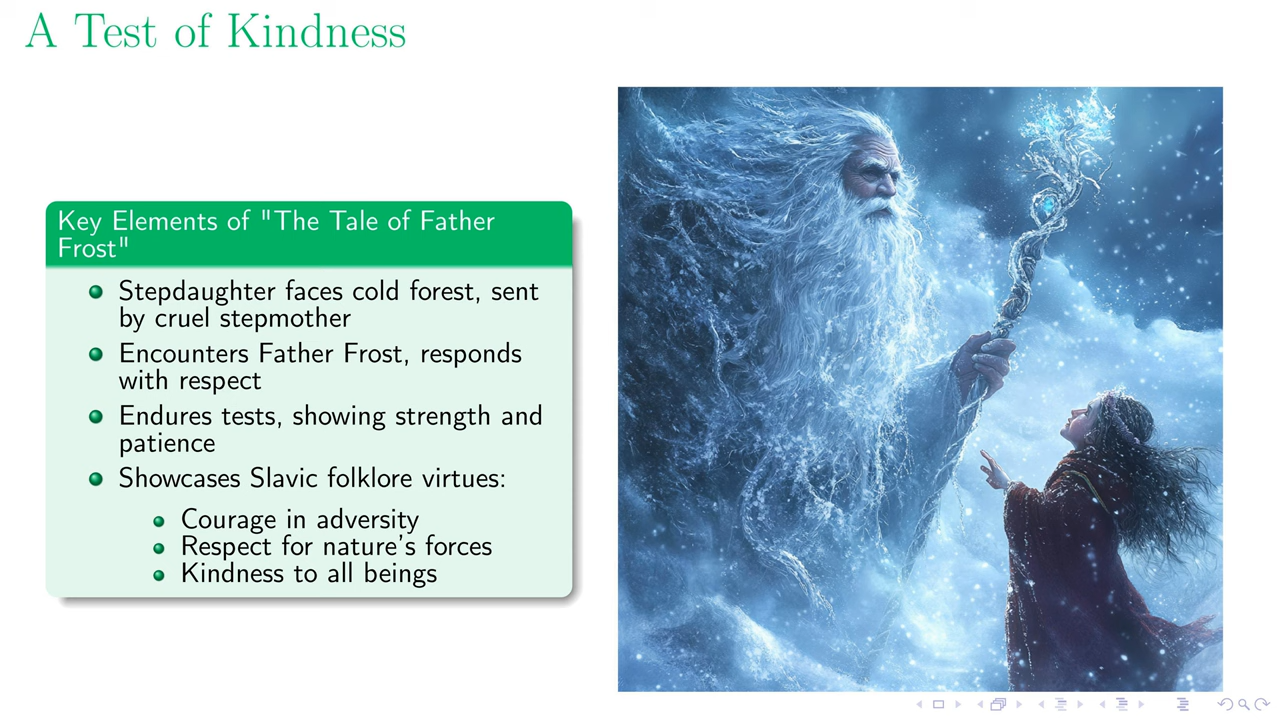 A Test of Kindness
Key Elements of "The Tale of Father
Frost"
Stepdaughter faces cold forest, sent
by cruel stepmother
Encounters Father Frost, responds
with respect
Endures tests, showing strength and
patience
Showcases Slavic folklore virtues:
Courage in adversity
Respect for nature's forces
Kindness to all beings